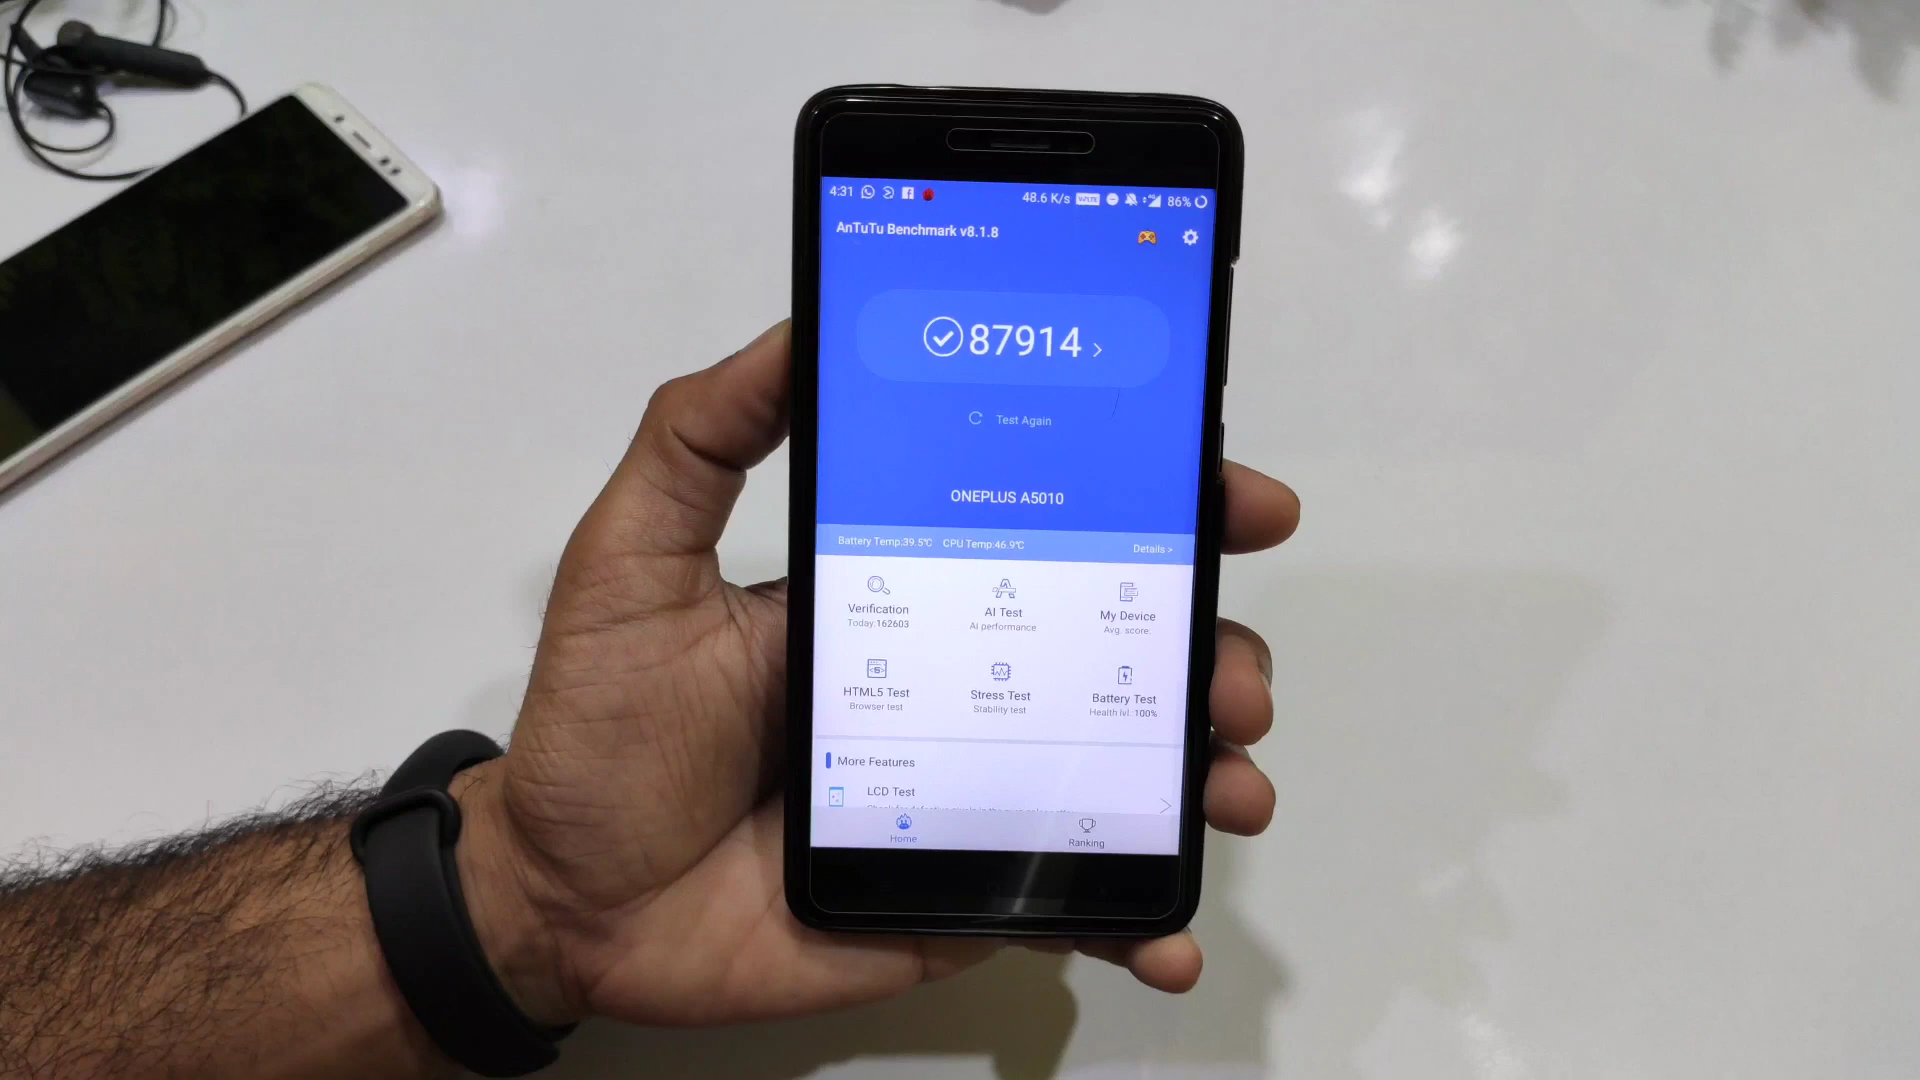 4:31 48.6 K/s VoLTE 86%
AnTuTu Benchmark v8.1.8
87914 >
Test Again
ONEPLUS A5010
Battery Temp:39.5℃ CPU Temp:46.9℃ Details >
Verification AI Test My Device
Today:162603 AI performance Avg. score:
HTML5 Test Stress Test Battery Test
Browser test Stability test Health lvl. 100%
More Features
LCD Test
Home Ranking